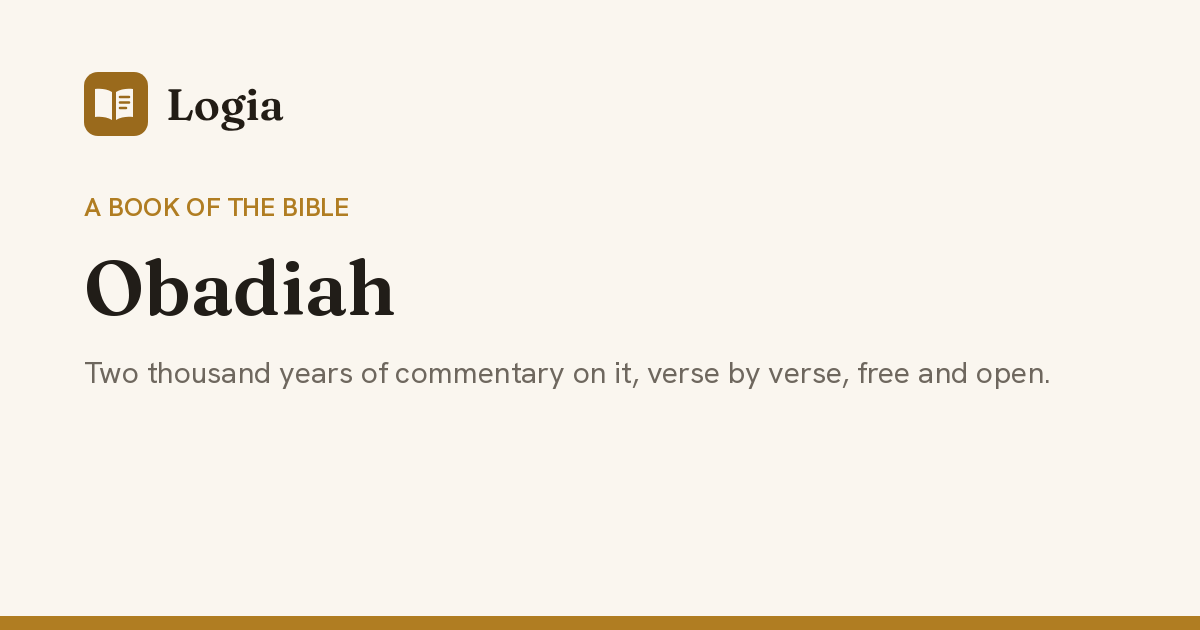 Logia
A BOOK OF THE BIBLE
Obadiah
Two thousand years of commentary on it, verse by verse, free and open.